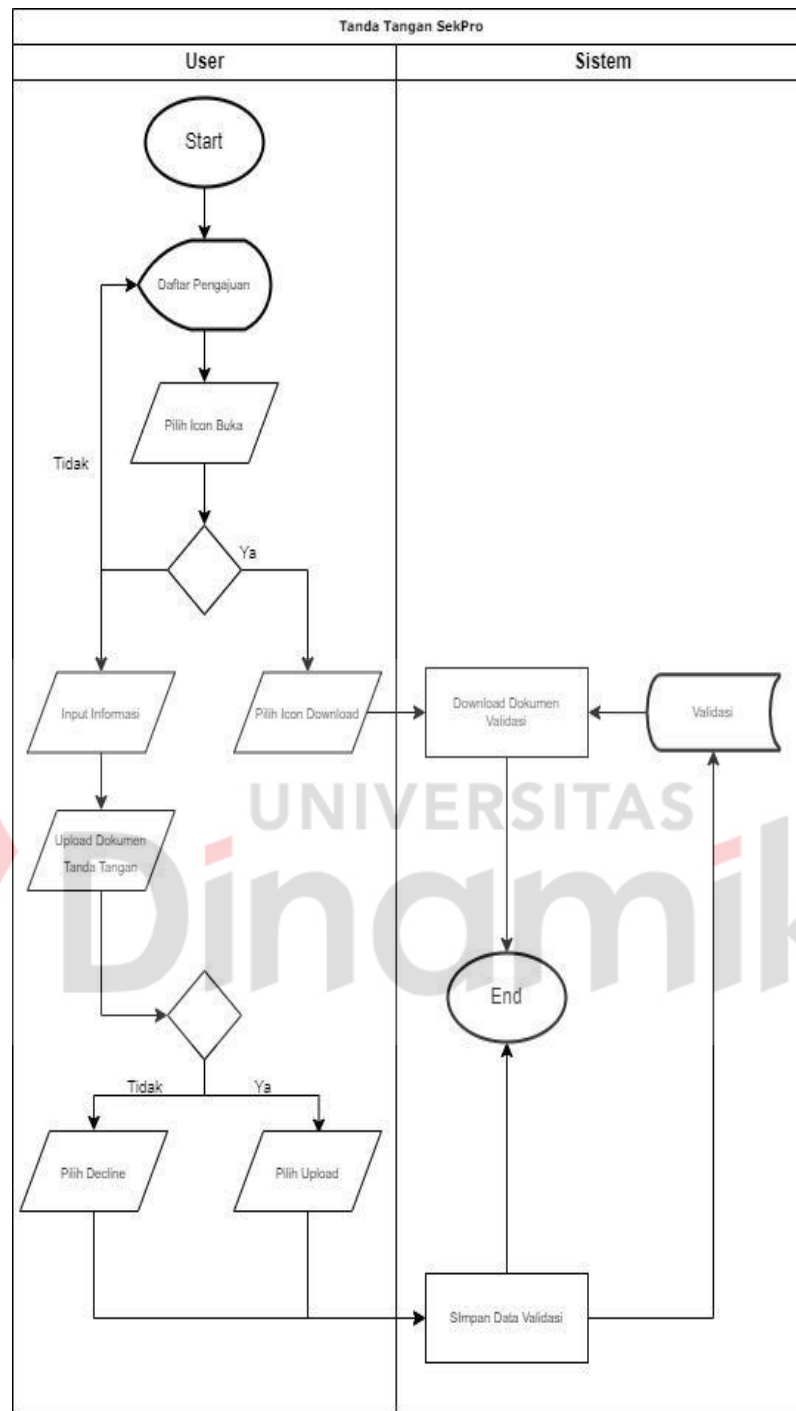 Tanda Tangan SekPro
User
Sistem
Start
Daftar Pengajuan
Pilih Icon Buka
Tidak
Ya
Input Informasi
Pilih Icon Download
Download Dokumen
Validasi
Validasi
Upload Dokumen
Tanda Tangan
UNIVERSITAS
Dinamik
End
Tidak
Ya
Pilih Decline
Pilih Upload
SImpan Data Validasi